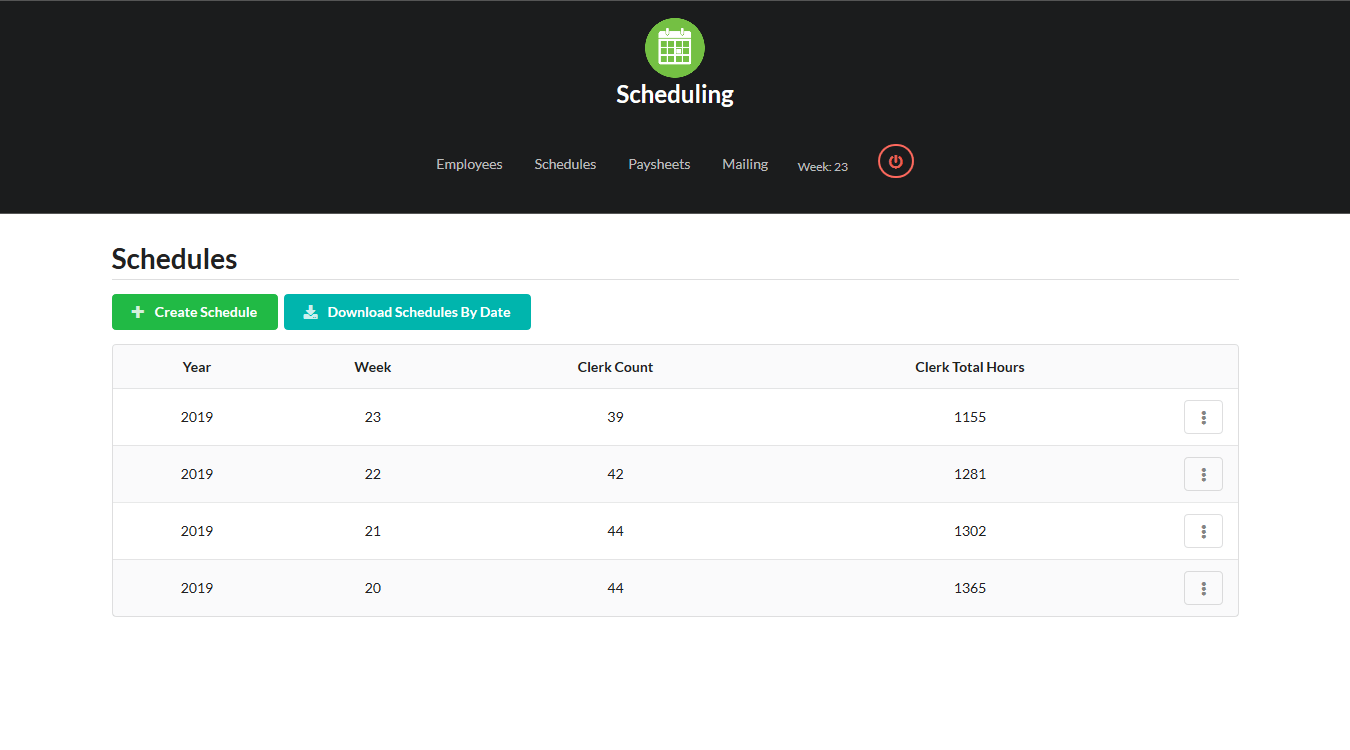 Scheduling
Employees Schedules Paysheets Mailing Week: 23
Schedules
Create Schedule Download Schedules By Date
Year Week Clerk Count Clerk Total Hours
2019 23 39 1155
2019 22 42 1281
2019 21 44 1302
2019 20 44 1365